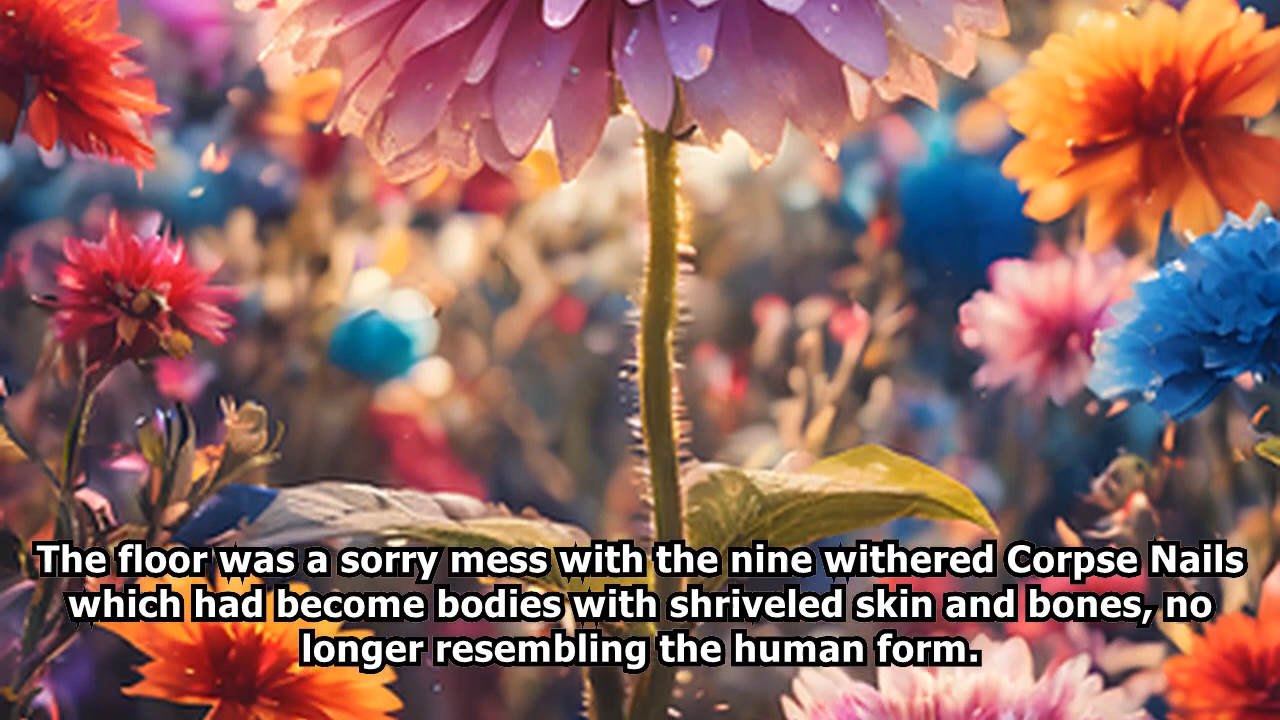 The floor was a sorry mess with the nine withered Corpse Nails
which had become bodies with shriveled skin and bones, no
longer resembling the human form.